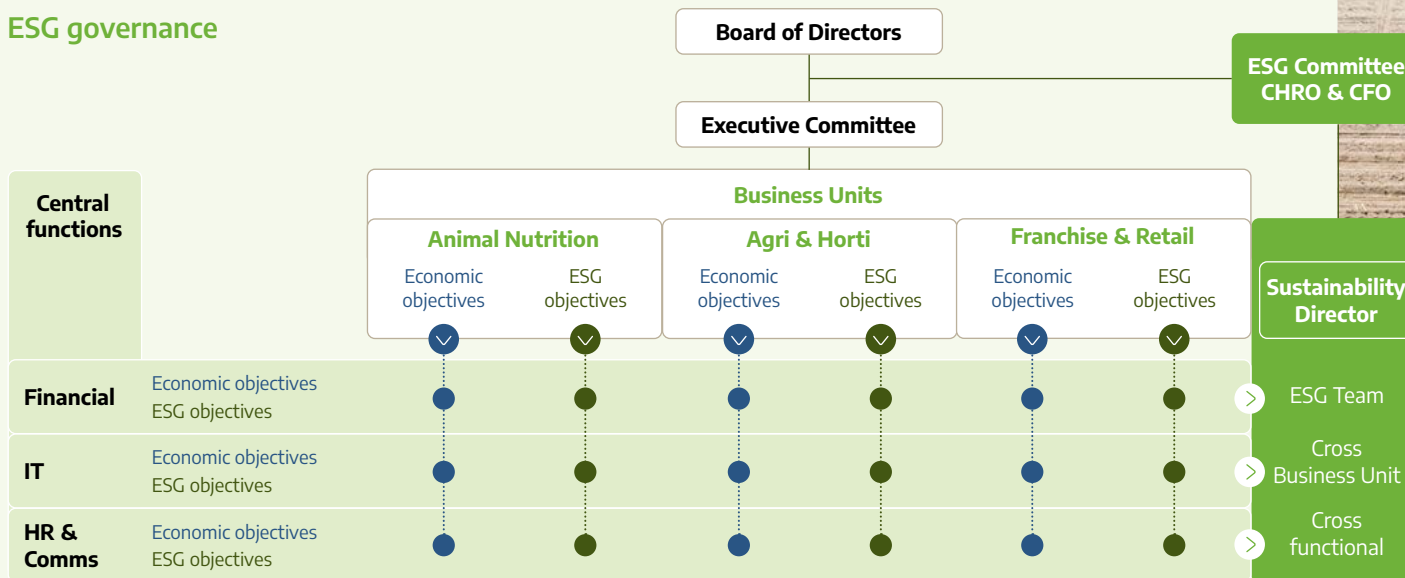 ESG governance
Board of Directors
ESG Committee
CHRO & CFO
Executive Committee
Central
functions
Business Units
Animal Nutrition
Agri & Horti
Franchise & Retail
Economic
objectives
ESG
objectives
Economic
objectives
ESG
objectives
Economic
objectives
ESG
objectives
Sustainability
Director
Financial
Economic objectives
ESG objectives
ESG Team
IT
Economic objectives
ESG objectives
Cross
Business Unit
HR &
Comms
Economic objectives
ESG objectives
Cross
functional